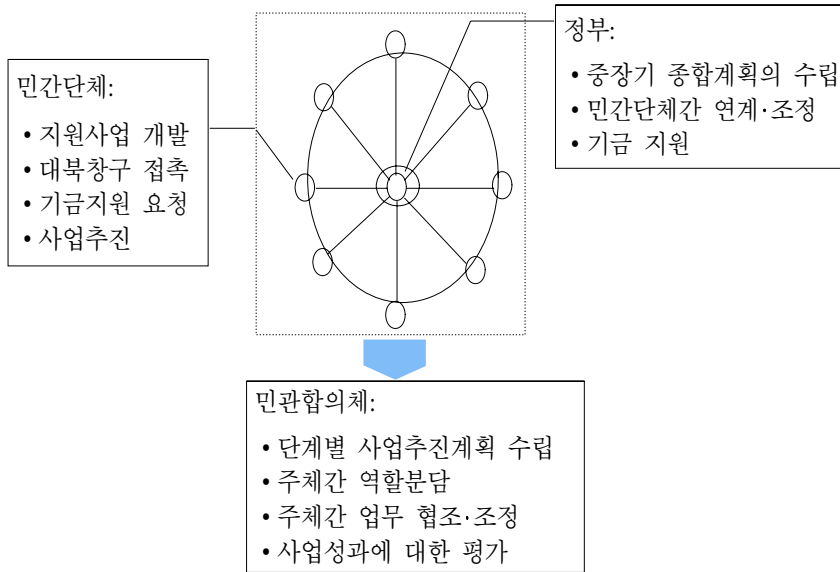 정부:
• 중장기 종합계획의 수립
• 민간단체간 연계·조정
• 기금 지원
민간단체:
• 지원사업 개발
• 대북창구 접촉
• 기금지원 요청
• 사업추진
민관합의체:
• 단계별 사업추진계획 수립
• 주체간 역할분담
• 주체간 업무 협조·조정
• 사업성과에 대한 평가